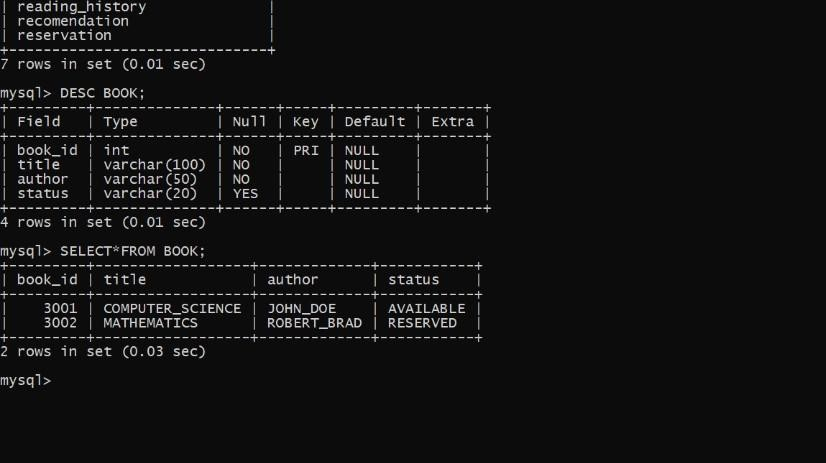 | reading_history                |
| recomendation                  |
| reservation                    |
+--------------------------------+
7 rows in set (0.01 sec)
mysql> DESC BOOK;
+---------+--------------+------+-----+---------+-------+
| Field   | Type         | Null | Key | Default | Extra |
+---------+--------------+------+-----+---------+-------+
| book_id | int          | NO   | PRI | NULL    |       |
| title   | varchar(100) | NO   |     | NULL    |       |
| author  | varchar(50)  | NO   |     | NULL    |       |
| status  | varchar(20)  | YES  |     | NULL    |       |
+---------+--------------+------+-----+---------+-------+
4 rows in set (0.01 sec)
mysql> SELECT*FROM BOOK;
+---------+------------------+-------------+-----------+
| book_id | title            | author      | status    |
+---------+------------------+-------------+-----------+
|    3001 | COMPUTER_SCIENCE | JOHN_DOE    | AVAILABLE |
|    3002 | MATHEMATICS      | ROBERT_BRAD | RESERVED  |
+---------+------------------+-------------+-----------+
2 rows in set (0.03 sec)
mysql>